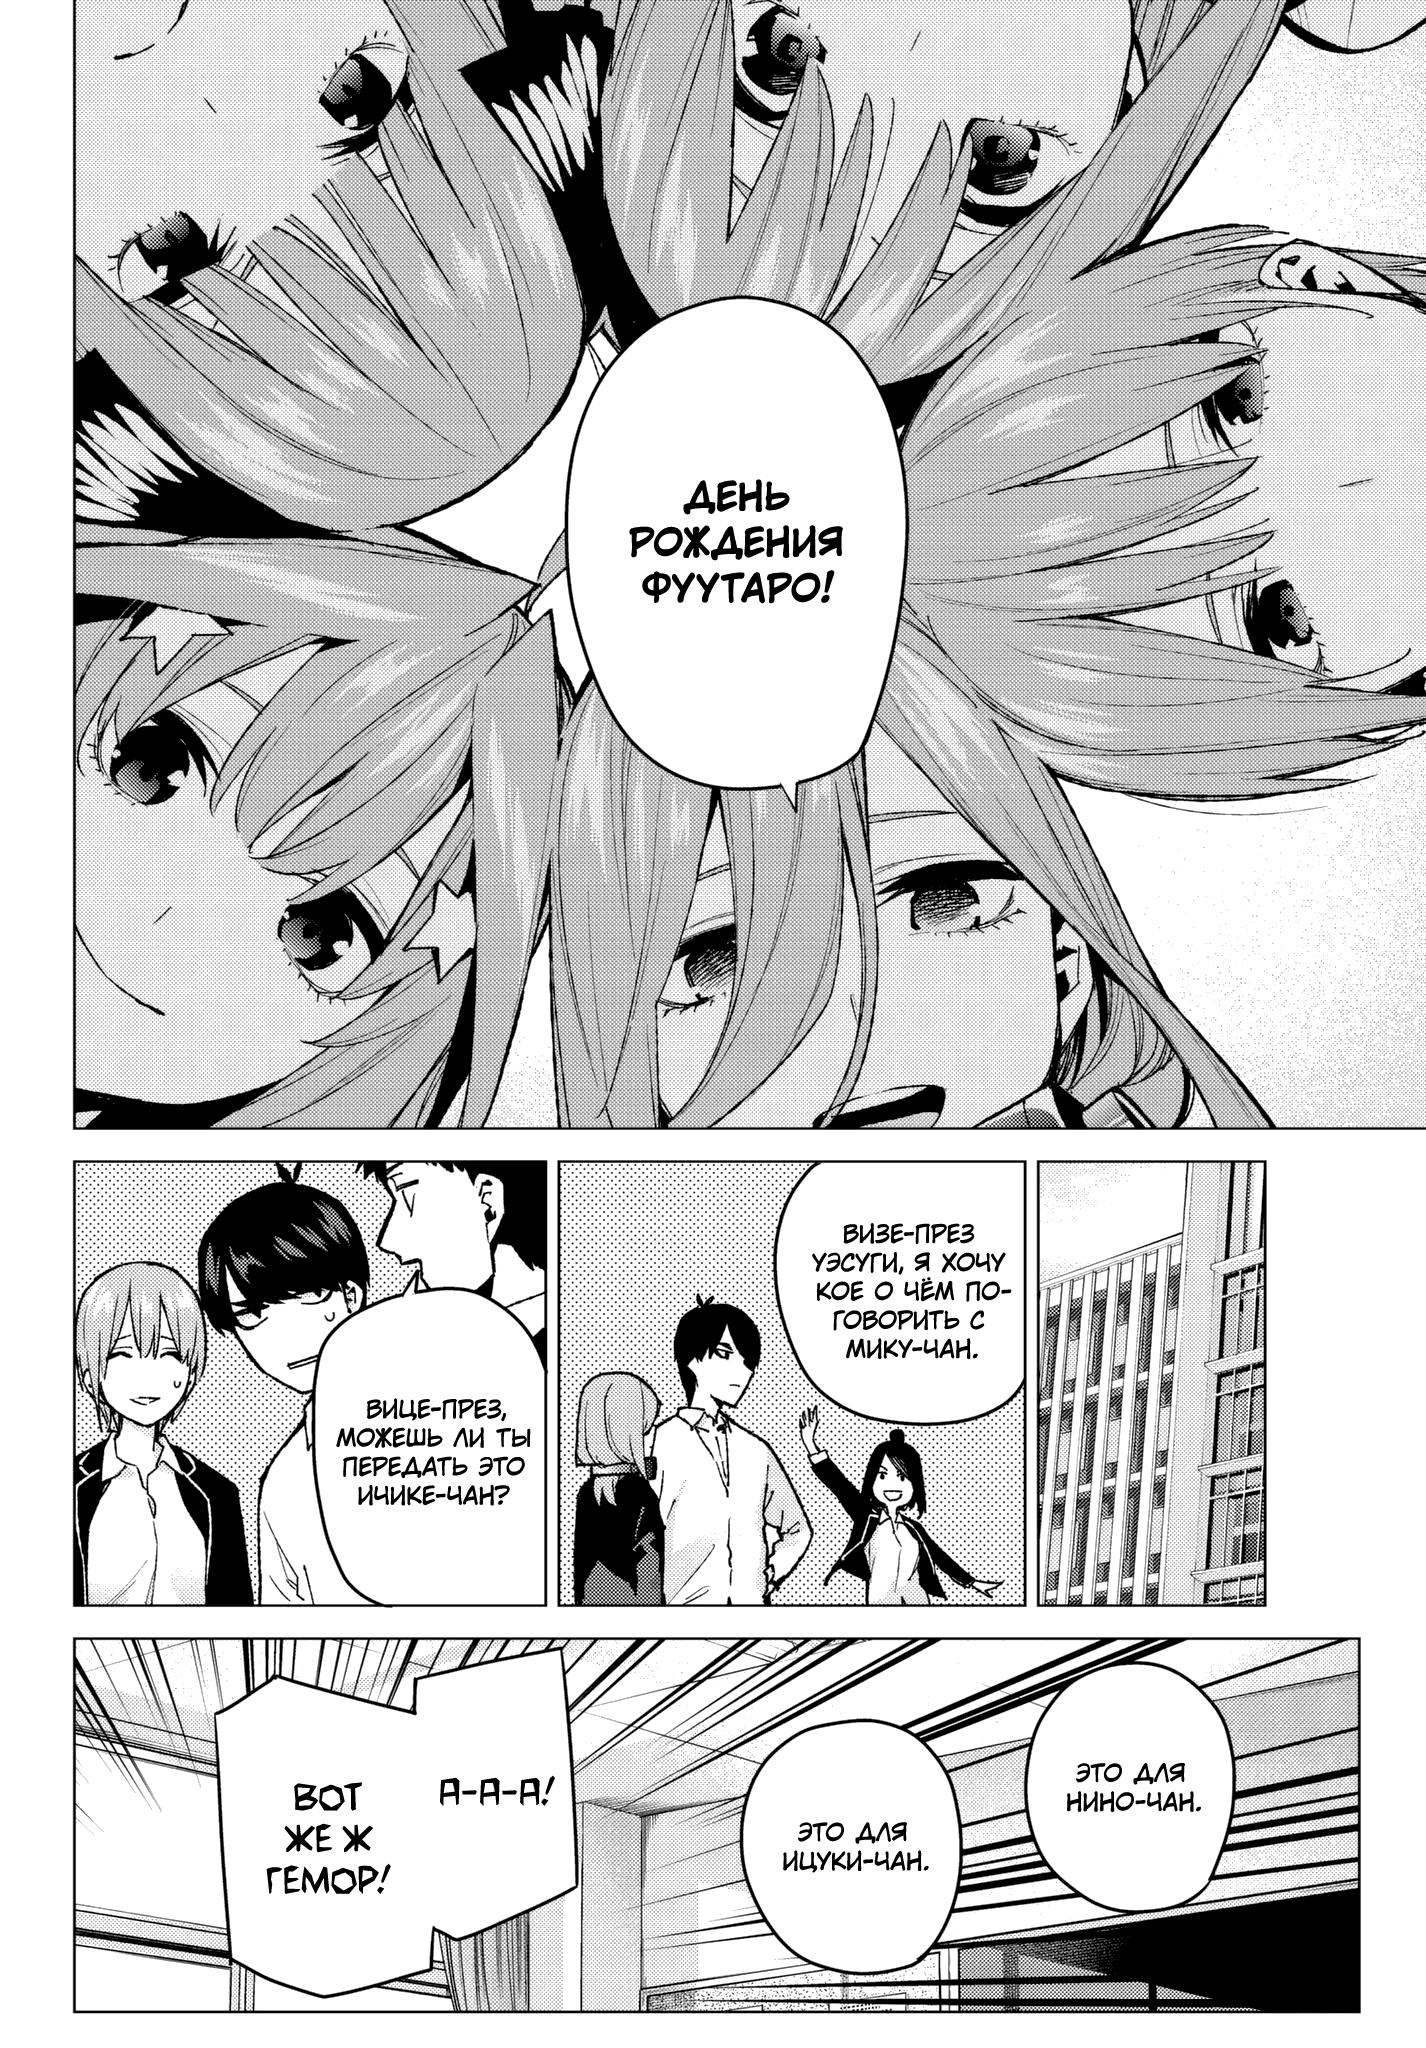 ДЕНЬ
РОЖДЕНИЯ
ФУУТАРО!
ВИЗЕ-ПРЕЗ
УЭСУГИ, Я ХОЧУ
КОЕ О ЧЁМ ПО-
ГОВОРИТЬ С
МИКУ-ЧАН.
ВИЦЕ-ПРЕЗ,
МОЖЕШЬ ЛИ ТЫ
ПЕРЕДАТЬ ЭТО
ИЧИКЕ-ЧАН?
ЭТО ДЛЯ
НИНО-ЧАН.
ЭТО ДЛЯ
ИЦУКИ-ЧАН.
А-А-А!
ВОТ
ЖЕ Ж
ГЕМОР!